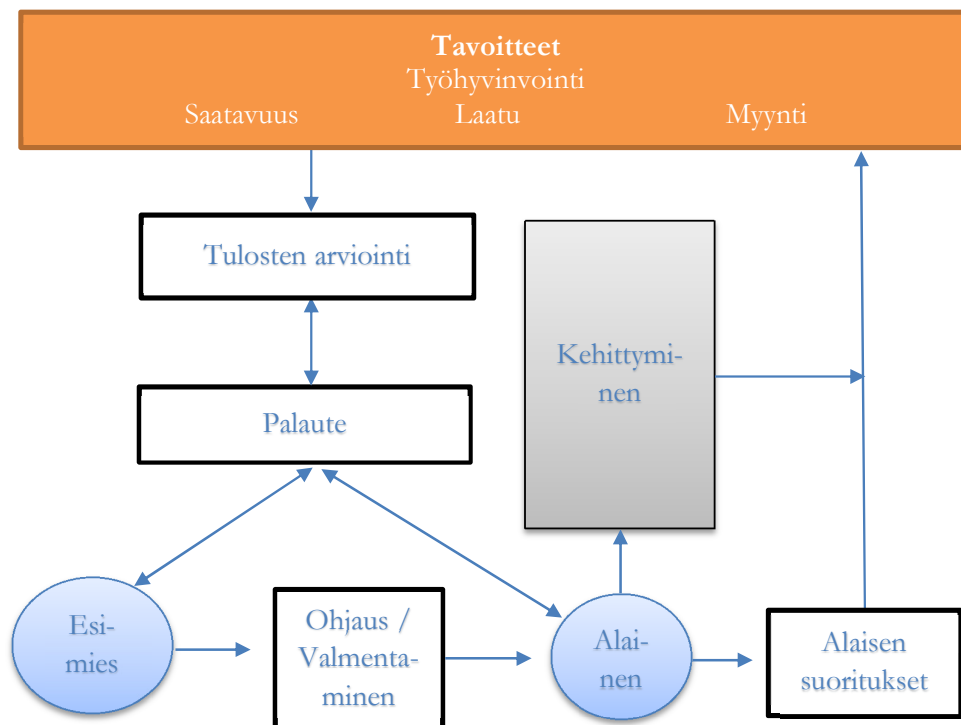 Tavoitteet
Työhyvinvointi
Saatavuus Laatu Myynti
Tulosten arviointi
Kehittymi-
nen
Palaute
Esi-
mies
Ohjaus /
Valmenta-
minen
Alai-
nen
Alaisen
suoritukset